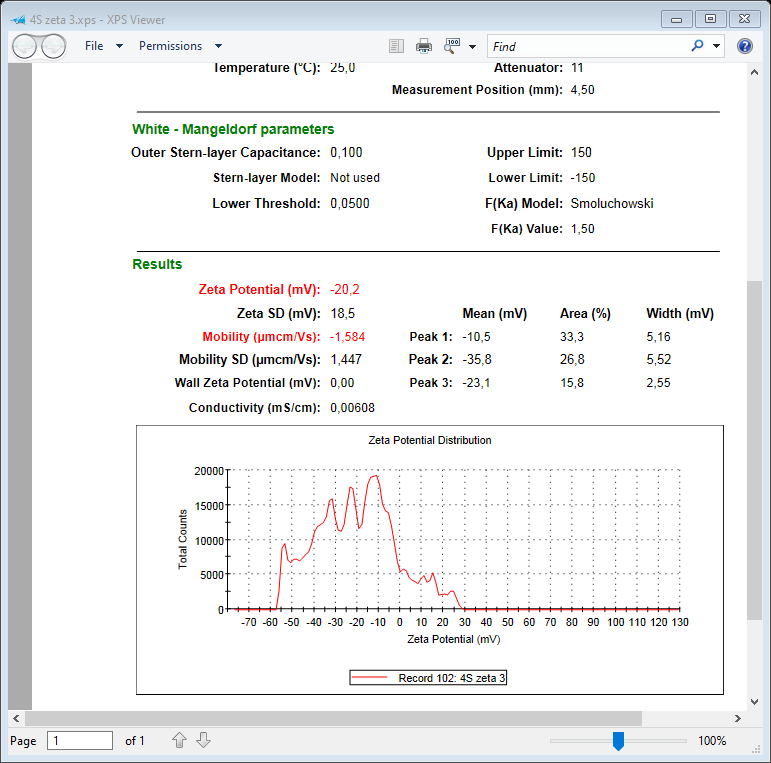 4S zeta 3.xps - XPS Viewer
File Permissions 100 Find ?
Temperature (°C): 25,0 Attenuator: 11
Measurement Position (mm): 4,50
White - Mangeldorf parameters
Outer Stern-layer Capacitance: 0,100 Upper Limit: 150
Stern-layer Model: Not used Lower Limit: -150
Lower Threshold: 0,0500 F(Ka) Model: Smoluchowski
F(Ka) Value: 1,50
Results
Zeta Potential (mV): -20,2
Zeta SD (mV): 18,5 Mean (mV) Area (%) Width (mV)
Mobility (µmcm/Vs): -1,584 Peak 1: -10,5 33,3 5,16
Mobility SD (µmcm/Vs): 1,447 Peak 2: -35,8 26,8 5,52
Wall Zeta Potential (mV): 0,00 Peak 3: -23,1 15,8 2,55
Conductivity (mS/cm): 0,00608
Zeta Potential Distribution
Total Counts
20000
15000
10000
5000
0
-70 -60 -50 -40 -30 -20 -10 0 10 20 30 40 50 60 70 80 90 100 110 120 130
Zeta Potential (mV)
Record 102: 4S zeta 3
Page 1 of 1 100%